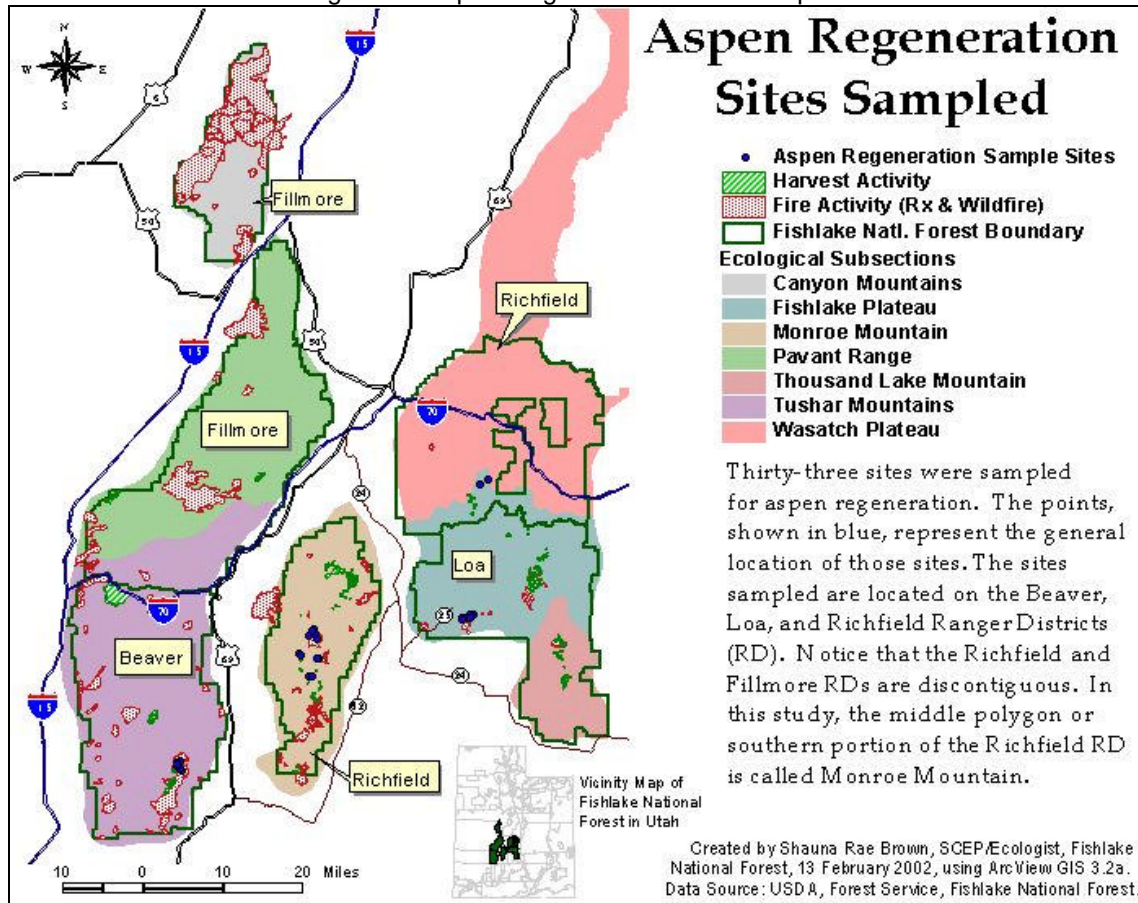 Aspen Regeneration
Sites Sampled
Aspen Regeneration Sample Sites
Harvest Activity
Fire Activity (Rx & Wildfire)
Fishlake Natl. Forest Boundary
Ecological Subsections
Canyon Mountains
Fishlake Plateau
Monroe Mountain
Pavant Range
Thousand Lake Mountain
Tushar Mountains
Wasatch Plateau
Thirty-three sites were sampled
for aspen regeneration. The points,
shown in blue, represent the general
location of those sites. The sites
sampled are located on the Beaver,
Loa, and Richfield Ranger Districts
(RD). Notice that the Richfield and
Fillmore RDs are discontiguous. In
this study, the middle polygon or
southern portion of the Richfield RD
is called Monroe Mountain.
Created by Shauna Rae Brown, SCEP/Ecologist, Fishlake
National Forest, 13 February 2002, using ArcView GIS 3.2a.
Data Source: USDA, Forest Service, Fishlake National Forest.
N
W E
S
15
6
Fillmore
50
89
Richfield
15
50
70
Fillmore
24
Loa
25
70
Beaver
89
24
62
15
Richfield
Vicinity Map of
Fishlake National
Forest in Utah
10 0 10 20 Miles